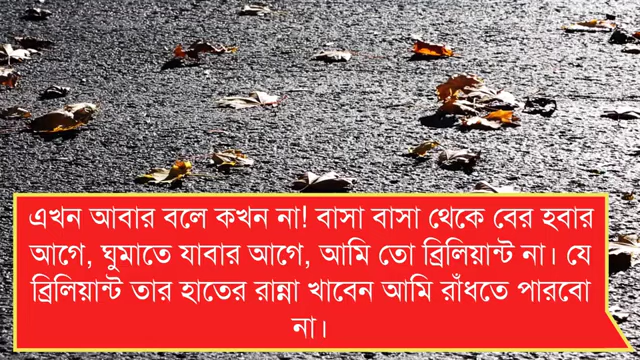 এখন আবার বলে কখন না! বাসা বাসা থেকে বের হবার
আগে, ঘুমাতে যাবার আগে, আমি তো ব্রিলিয়ান্ট না। যে
ব্রিলিয়ান্ট তার হাতের রান্না খাবেন আমি রাঁধতে পারবো
না।